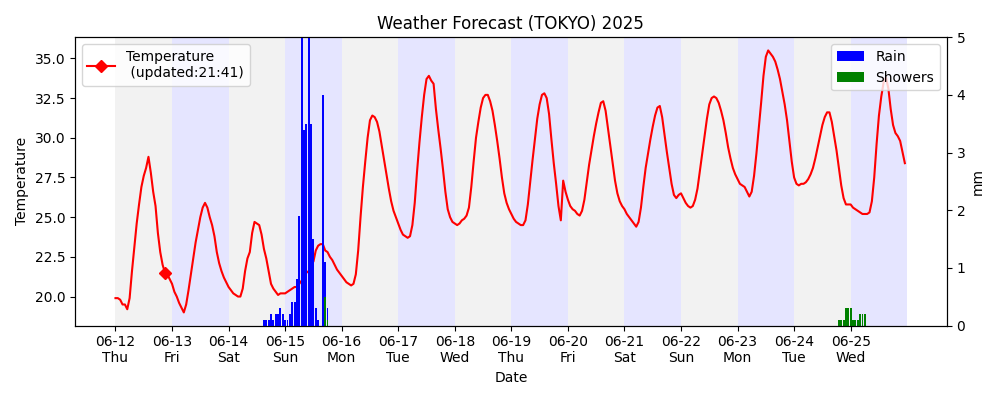 Weather Forecast (TOKYO) 2025
Temperature
(updated:21:41)
Rain
Showers
Temperature
35.0
32.5
30.0
27.5
25.0
22.5
20.0
5
4
3
2
1
0
mm
06-12 06-13 06-14 06-15 06-16 06-17 06-18 06-19 06-20 06-21 06-22 06-23 06-24 06-25
Thu Fri Sat Sun Mon Tue Wed Thu Fri Sat Sun Mon Tue Wed
Date